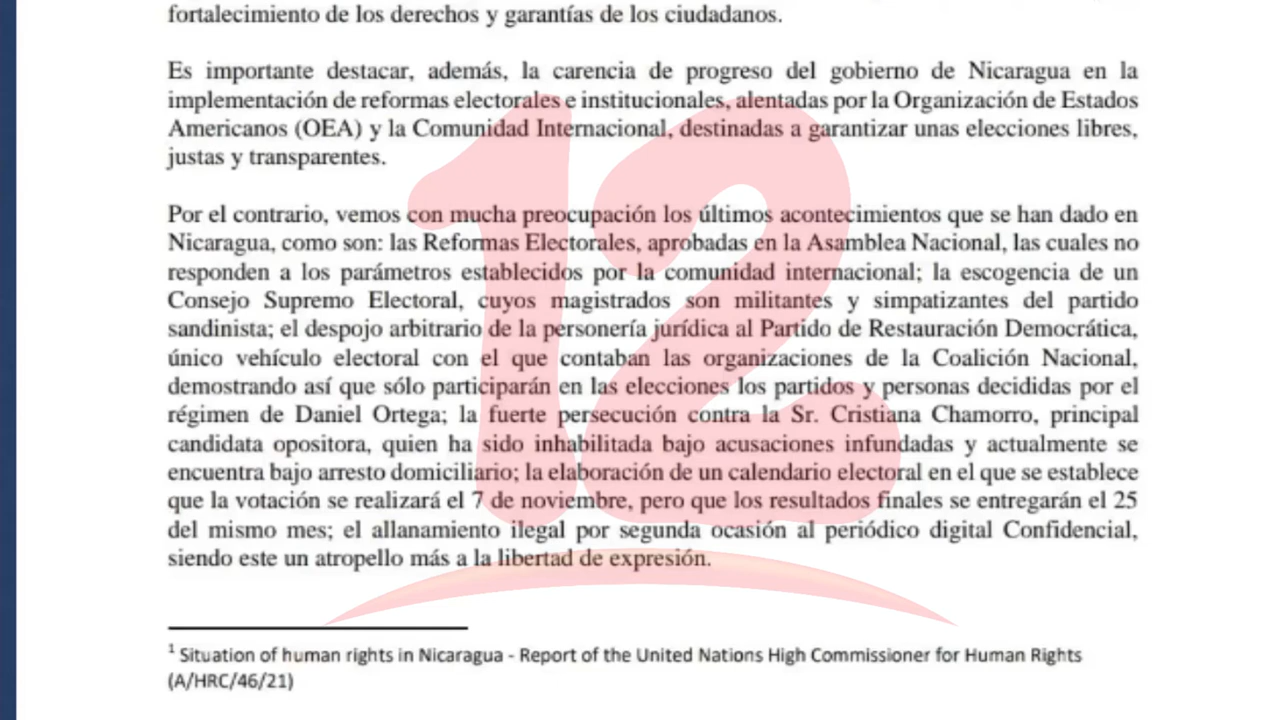 fortalecimiento de los derechos y garantías de los ciudadanos.
Es importante destacar, además, la carencia de progreso del gobierno de Nicaragua en la
implementación de reformas electorales e institucionales, alentadas por la Organización de Estados
Americanos (OEA) y la Comunidad Internacional, destinadas a garantizar unas elecciones libres,
justas y transparentes.
Por el contrario, vemos con mucha preocupación los últimos acontecimientos que se han dado en
Nicaragua, como son: las Reformas Electorales, aprobadas en la Asamblea Nacional, las cuales no
responden a los parámetros establecidos por la comunidad internacional; la escogencia de un
Consejo Supremo Electoral, cuyos magistrados son militantes y simpatizantes del partido
sandinista; el despojo arbitrario de la personería jurídica al Partido de Restauración Democrática,
único vehículo electoral con el que contaban las organizaciones de la Coalición Nacional,
demostrando así que sólo participarán en las elecciones los partidos y personas decididas por el
régimen de Daniel Ortega; la fuerte persecución contra la Sr. Cristiana Chamorro, principal
candidata opositora, quien ha sido inhabilitada bajo acusaciones infundadas y actualmente se
encuentra bajo arresto domiciliario; la elaboración de un calendario electoral en el que se establece
que la votación se realizará el 7 de noviembre, pero que los resultados finales se entregarán el 25
del mismo mes; el allanamiento ilegal por segunda ocasión al periódico digital Confidencial,
siendo este un atropello más a la libertad de expresión.
12
1 Situation of human rights in Nicaragua - Report of the United Nations High Commissioner for Human Rights
(A/HRC/46/21)